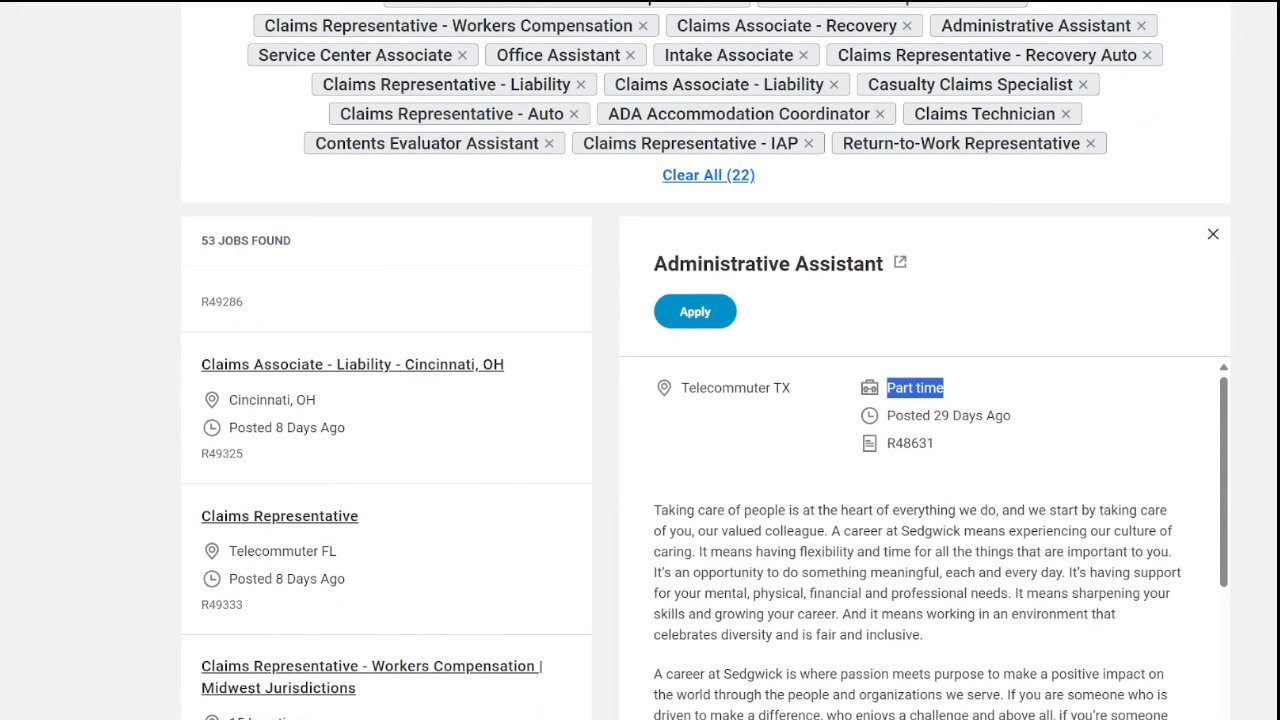 Claims Representative - Workers Compensation × Claims Associate - Recovery × Administrative Assistant ×
Service Center Associate × Office Assistant × Intake Associate × Claims Representative - Recovery Auto ×
Claims Representative - Liability × Claims Associate - Liability × Casualty Claims Specialist ×
Claims Representative - Auto × ADA Accommodation Coordinator × Claims Technician ×
Contents Evaluator Assistant × Claims Representative - IAP × Return-to-Work Representative ×
Clear All (22)
53 JOBS FOUND
R49286
Claims Associate - Liability - Cincinnati, OH
Cincinnati, OH
Posted 8 Days Ago
R49325
Claims Representative
Telecommuter FL
Posted 8 Days Ago
R49333
Claims Representative - Workers Compensation |
Midwest Jurisdictions
Administrative Assistant
Apply
Telecommuter TX
Part time
Posted 29 Days Ago
R48631
Taking care of people is at the heart of everything we do, and we start by taking care
of you, our valued colleague. A career at Sedgwick means experiencing our culture of
caring. It means having flexibility and time for all the things that are important to you.
It's an opportunity to do something meaningful, each and every day. It's having support
for your mental, physical, financial and professional needs. It means sharpening your
skills and growing your career. And it means working in an environment that
celebrates diversity and is fair and inclusive.
A career at Sedgwick is where passion meets purpose to make a positive impact on
the world through the people and organizations we serve. If you are someone who is
driven to make a difference, who enjoys a challenge and above all, if you're someone